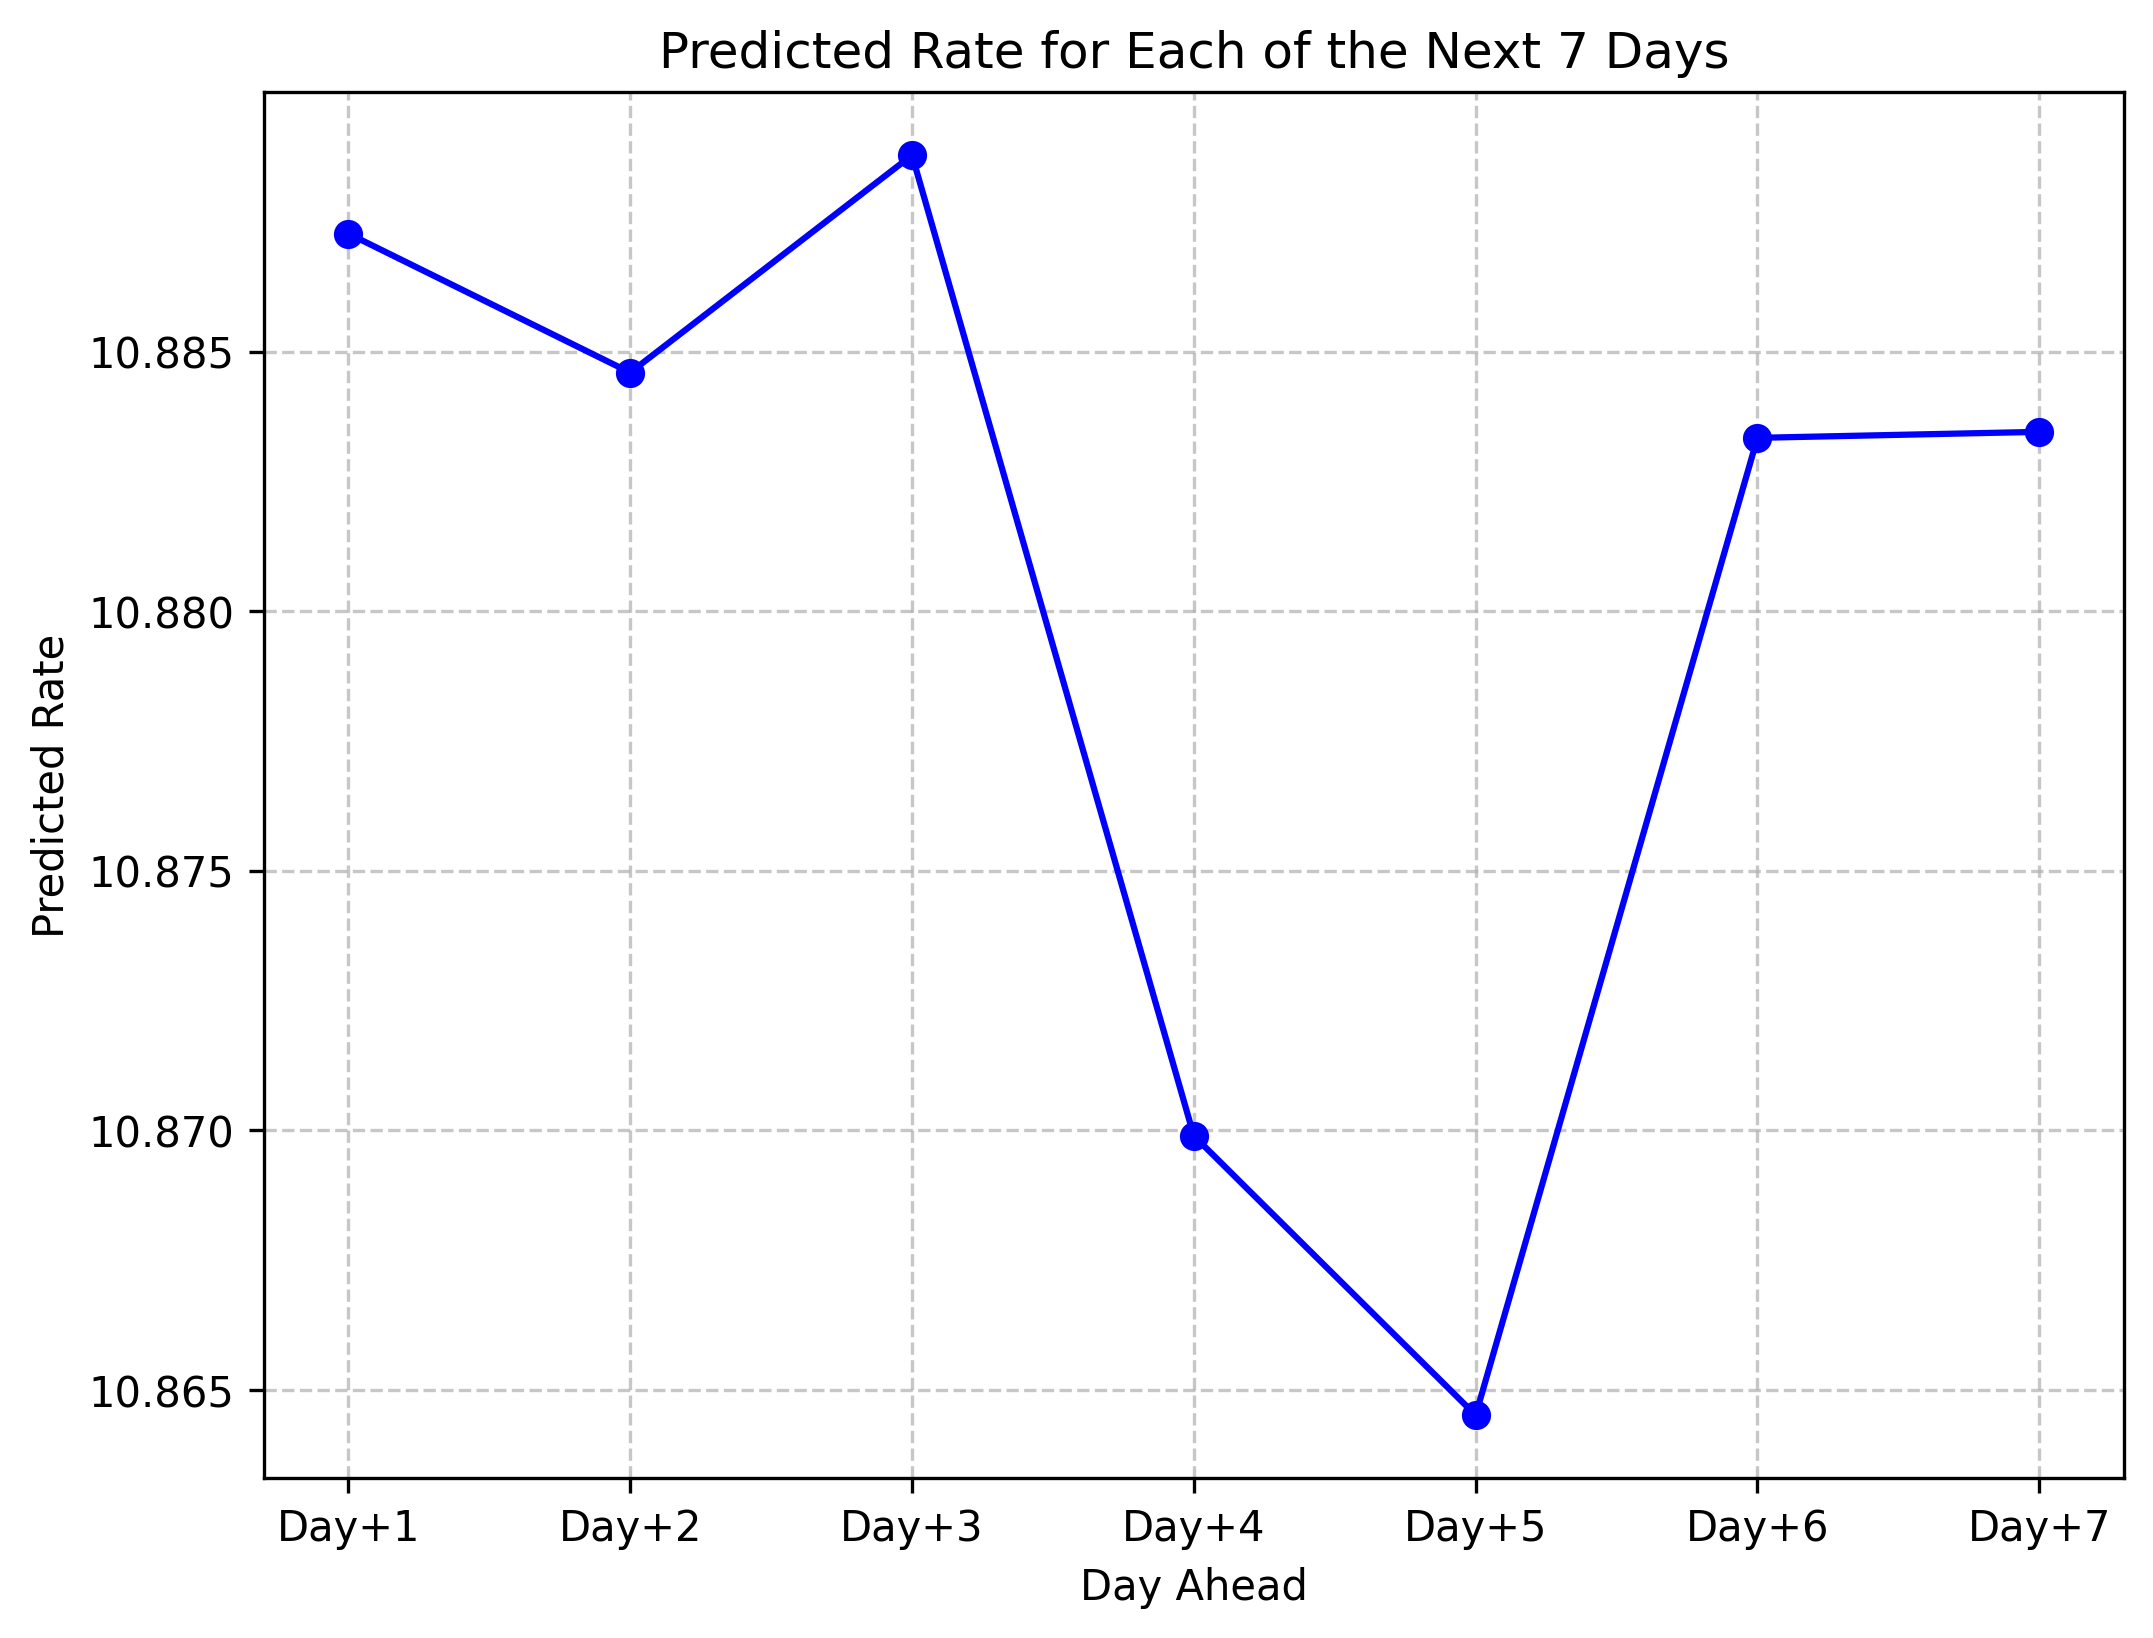 Predicted Rate for Each of the Next 7 Days
Predicted Rate
10.885
10.880
10.875
10.870
10.865
Day+1 Day+2 Day+3 Day+4 Day+5 Day+6 Day+7
Day Ahead